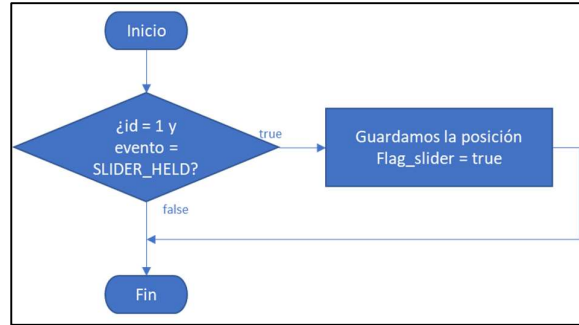 Inicio
¿id = 1 y
evento =
SLIDER_HELD?
true
Guardamos la posición
Flag_slider = true
false
Fin